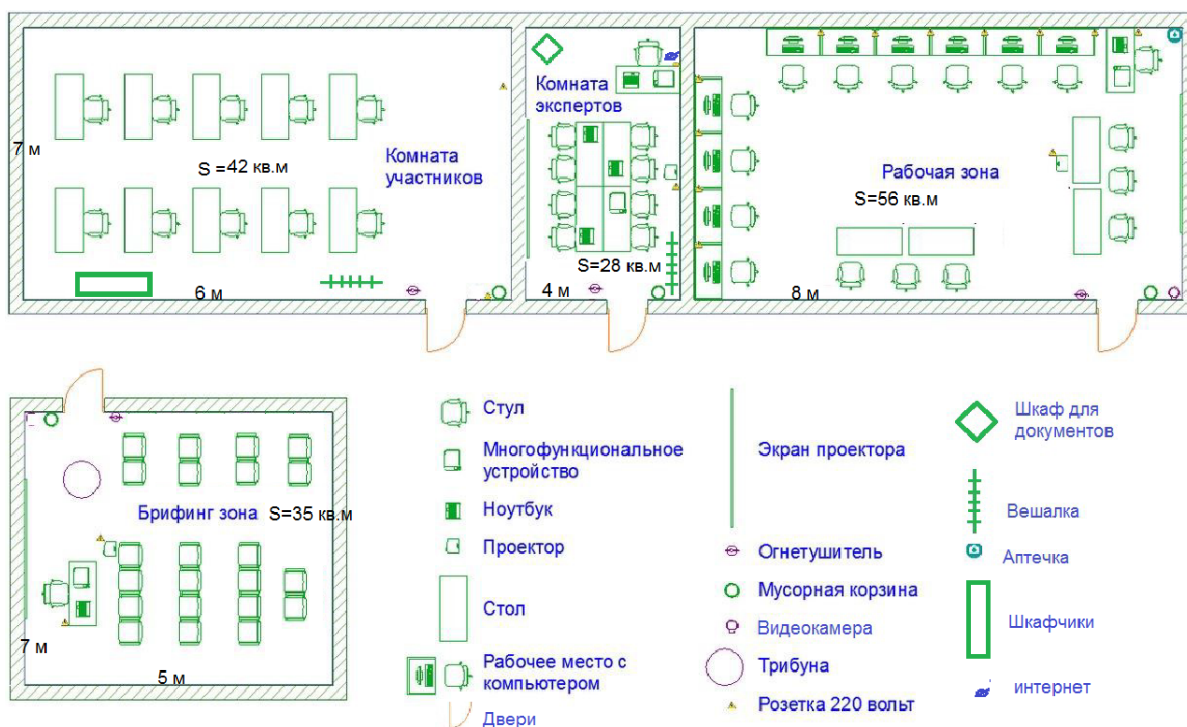 7 м
S =42 кв.м
Комната
участников
6 м
Комната
экспертов
S=28 кв.м
4 м
Рабочая зона
S=56 кв.м
8 м
Брифинг зона
S=35 кв.м
7 м
5 м
Стул
Многофункциональное
устройство
Ноутбук
Проектор
Стол
Рабочее место с
компьютером
Двери
Экран проектора
Огнетушитель
Мусорная корзина
Видеокамера
Трибуна
Розетка 220 вольт
Шкаф для
документов
Вешалка
Аптечка
Шкафчики
интернет